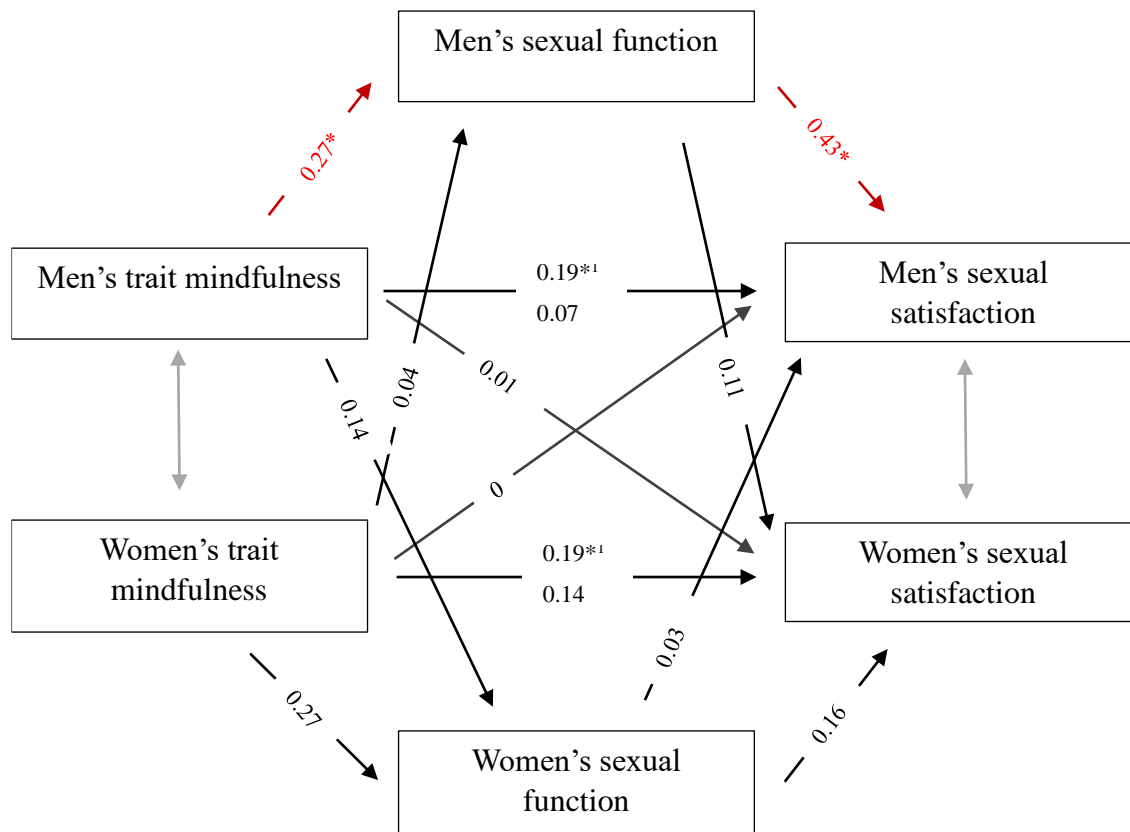 Men’s sexual function
0.27*
0.43*
Men’s trait mindfulness
0.19*¹
0.07
Men’s sexual
satisfaction
0.01
0.04
0.11
0.14
0
Women’s trait
mindfulness
0.19*¹
0.14
Women’s sexual
satisfaction
0.03
0.27
0.16
Women’s sexual
function